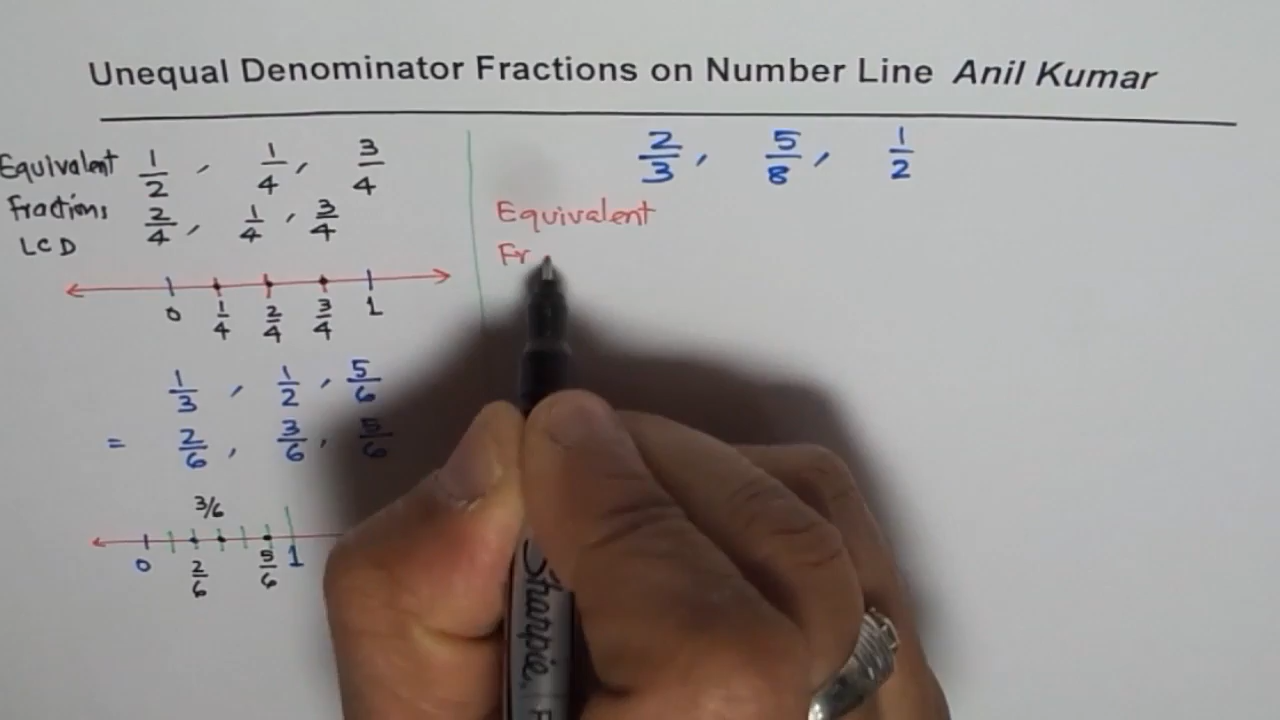 Unequal Denominator Fractions on Number Line Anil Kumar
Equivalent 1/2 , 1/4 , 3/4
Fractions 2/4 , 1/4 , 3/4
LCD
0 1/4 2/4 3/4 1
1/3 , 1/2 , 5/6
= 2/6 , 3/6 , 5/6
3/6
0 2/6 5/6 1
2/3 , 5/8 , 1/2
Equivalent
Fr
Sharpie.